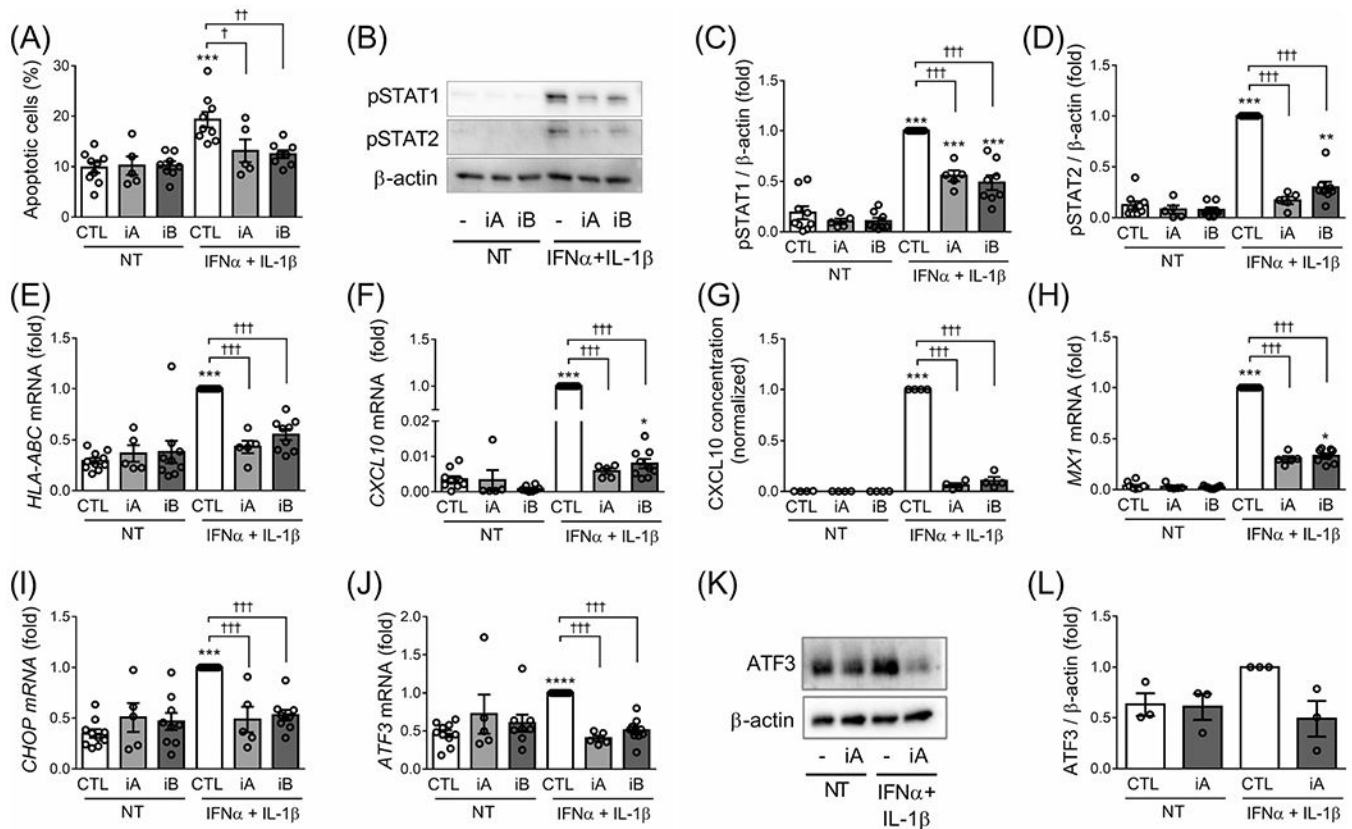 (A)
Apoptotic cells (%)
30
20
10
0
***
†
††
CTL iA iB CTL iA iB
NT IFNα + IL-1β
(B)
pSTAT1
pSTAT2
β-actin
- iA iB - iA iB
NT IFNα+IL-1β
(C)
pSTAT1 / β-actin (fold)
1.5
1.0
0.5
0.0
†††
†††
*** *** ***
CTL iA iB CTL iA iB
NT IFNα + IL-1β
(D)
pSTAT2 / β-actin (fold)
1.5
1.0
0.5
0.0
†††
†††
*** **
CTL iA iB CTL iA iB
NT IFNα + IL-1β
(E)
HLA-ABC mRNA (fold)
1.5
1.0
0.5
0.0
†††
†††
***
CTL iA iB CTL iA iB
NT IFNα + IL-1β
(F)
CXCL10 mRNA (fold)
1.5
1.0
0.02
0.01
0.00
†††
†††
*** *
CTL iA iB CTL iA iB
NT IFNα + IL-1β
(G)
CXCL10 concentration
(normalized)
1.5
1.0
0.5
0.0
†††
†††
***
CTL iA iB CTL iA iB
NT IFNα + IL-1β
(H)
MX1 mRNA (fold)
1.5
1.0
0.5
0.0
†††
†††
*** *
CTL iA iB CTL iA iB
NT IFNα + IL-1β
(I)
CHOP mRNA (fold)
1.5
1.0
0.5
0.0
†††
†††
***
CTL iA iB CTL iA iB
NT IFNα + IL-1β
(J)
ATF3 mRNA (fold)
2.0
1.5
1.0
0.5
0.0
†††
†††
****
CTL iA iB CTL iA iB
NT IFNα + IL-1β
(K)
ATF3
β-actin
- iA - iA
NT IFNα+
IL-1β
(L)
ATF3 / β-actin (fold)
1.5
1.0
0.5
0.0
CTL iA CTL iA
NT IFNα + IL-1β